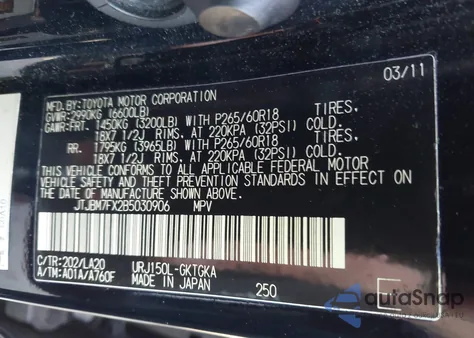 03/11
MFD.BY:TOYOTA MOTOR CORPORATION
GVWR:2990KG (6600LB)
GAWR:FRT. 1450KG (3200LB) WITH P265/60R18 TIRES,
18X7 1/2J RIMS, AT 220KPA (32PSI) COLD.
RR. 1795KG (3965LB) WITH P265/60R18 TIRES,
18X7 1/2J RIMS, AT 220KPA (32PSI) COLD.
THIS VEHICLE CONFORMS TO ALL APPLICABLE FEDERAL MOTOR
VEHICLE SAFETY AND THEFT PREVENTION STANDARDS IN EFFECT ON
THE DATE OF MANUFACTURE SHOWN ABOVE.
JTJBM7FX2B5030906 MPV
C/TR:202/LA20 URJ150L-GKTGKA
A/TM:A01A/A760F MADE IN JAPAN 250
autoSnap